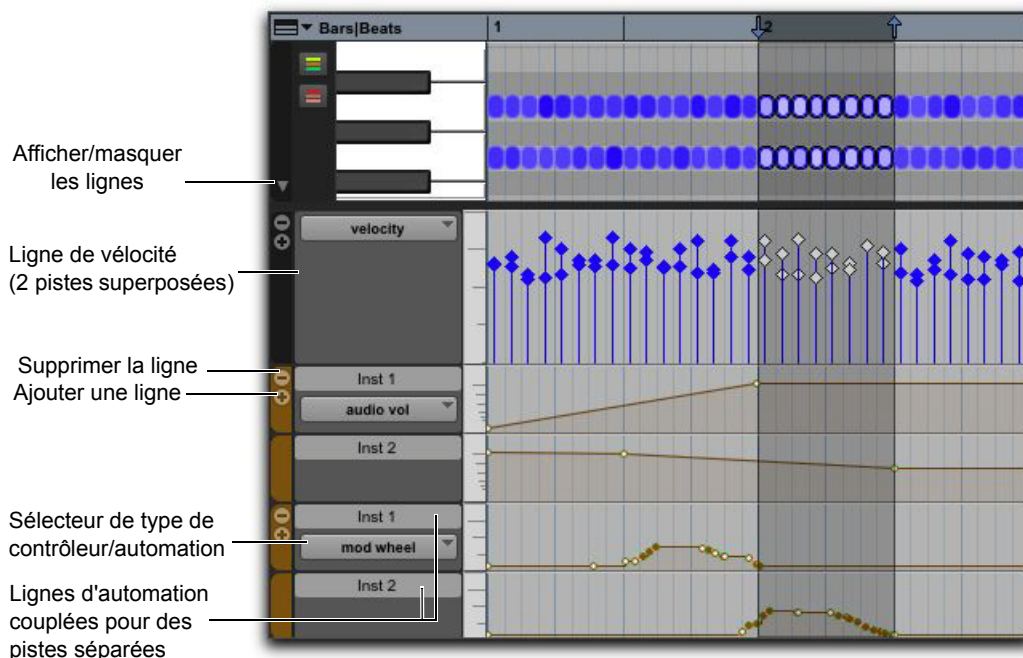 Bars|Beats
1
2
Afficher/masquer
les lignes
velocity
Ligne de vélocité
(2 pistes superposées)
Supprimer la ligne
Ajouter une ligne
Inst 1
audio vol
Inst 2
Sélecteur de type de
contrôleur/automation
Inst 1
mod wheel
Inst 2
Lignes d'automation
couplées pour des
pistes séparées